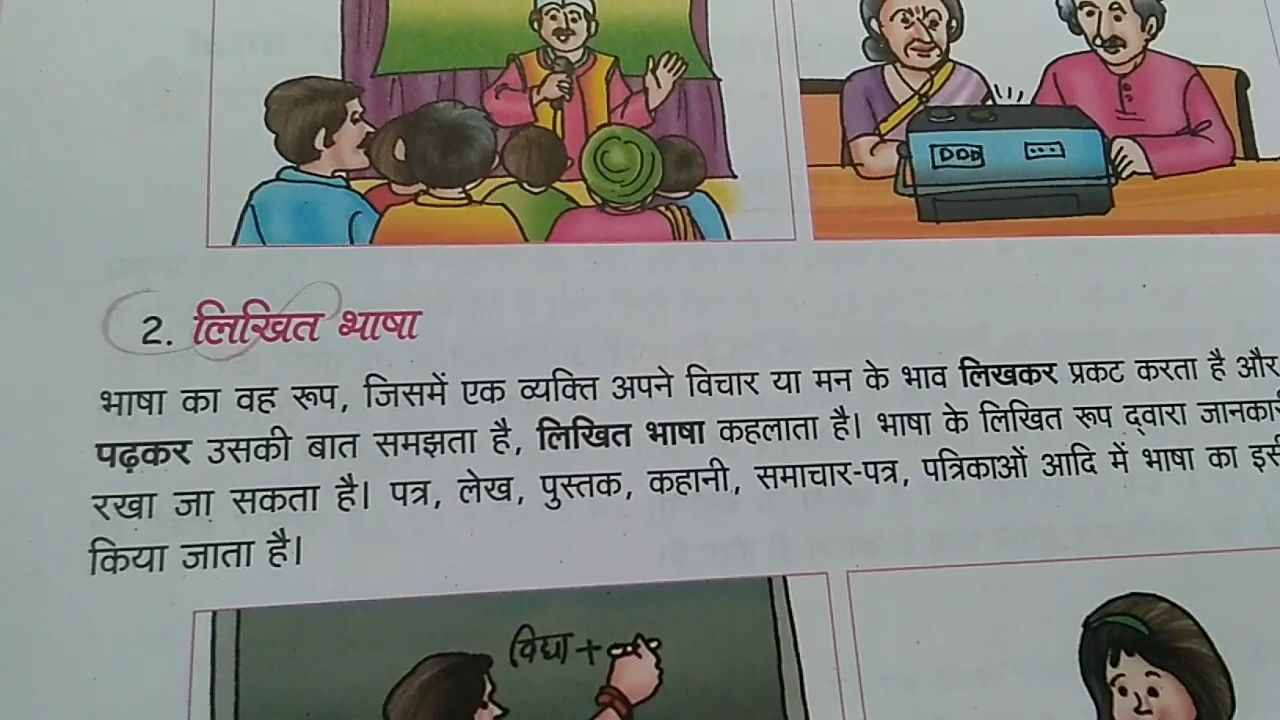 2. लिखित भाषा
भाषा का वह रूप, जिसमें एक व्यक्ति अपने विचार या मन के भाव लिखकर प्रकट करता है और
पढ़कर उसकी बात समझता है, लिखित भाषा कहलाता है। भाषा के लिखित रूप द्वारा
रखा जा सकता है। पत्र, लेख, पुस्तक, कहानी, समाचार-पत्र, पत्रिकाओं आदि में भाषा का
किया जाता है।
विद्या +